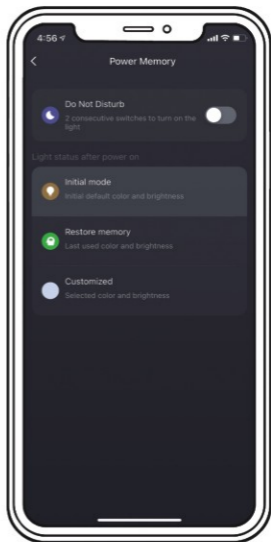 4:56
Power Memory
Do Not Disturb
2 consecutive switches to turn on the
light
Light status after power on
Initial mode
Initial default color and brightness
Restore memory
Last used color and brightness
Customized
Selected color and brightness